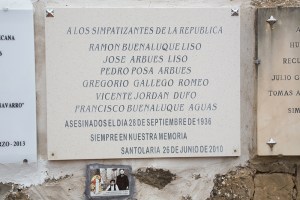 A LOS SIMPATIZANTES DE LA REPUBLICA
RAMON BUENALUQUE LISO
JOSE ARBUES LISO
PEDRO POSA ARBUES
GREGORIO GALLEGO ROMEO
VICENTE JORDAN DUFO
FRANCISCO BUENALUQUE AGUAS
ASESINADOS EL DIA 28 DE SEPTIEMBRE DE 1936
SIEMPRE EN NUESTRA MEMORIA
SANTOLARIA 26 DE JUNIO DE 2010